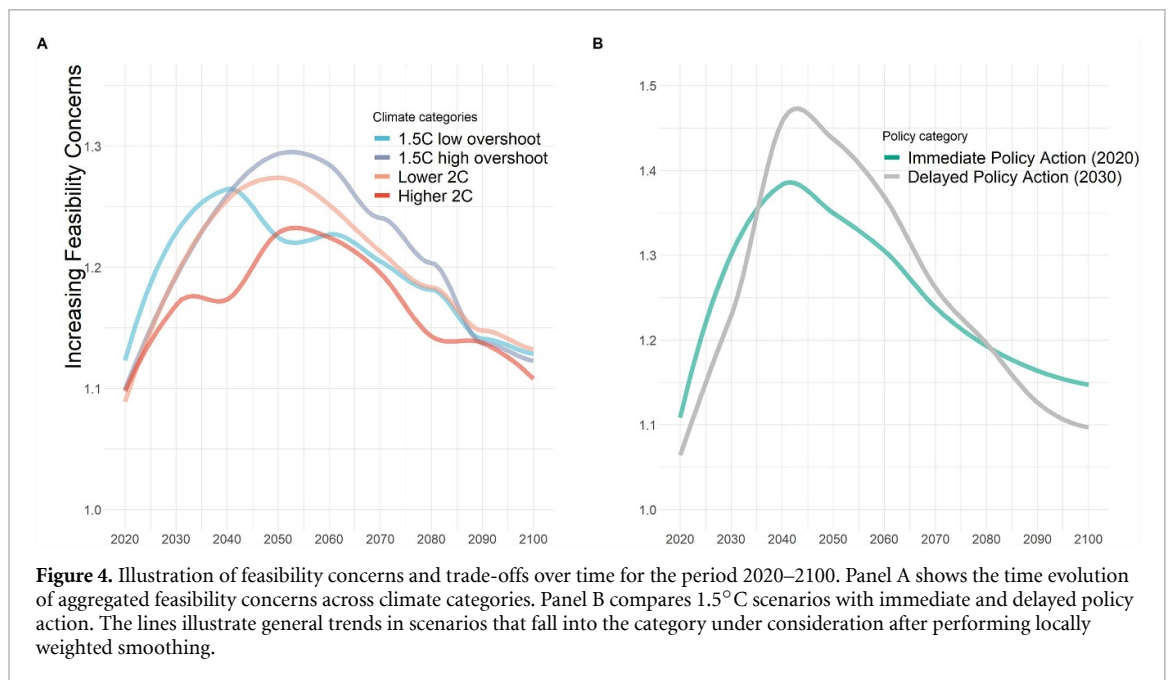 A
Increasing Feasibility Concerns
1.3
1.2
1.1
1.0
Climate categories
1.5C low overshoot
1.5C high overshoot
Lower 2C
Higher 2C
2020 2030 2040 2050 2060 2070 2080 2090 2100
B
1.5
1.4
1.3
1.2
1.1
1.0
Policy category
Immediate Policy Action (2020)
Delayed Policy Action (2030)
2020 2030 2040 2050 2060 2070 2080 2090 2100
Figure 4. Illustration of feasibility concerns and trade-offs over time for the period 2020–2100. Panel A shows the time evolution
of aggregated feasibility concerns across climate categories. Panel B compares 1.5°C scenarios with immediate and delayed policy
action. The lines illustrate general trends in scenarios that fall into the category under consideration after performing locally
weighted smoothing.